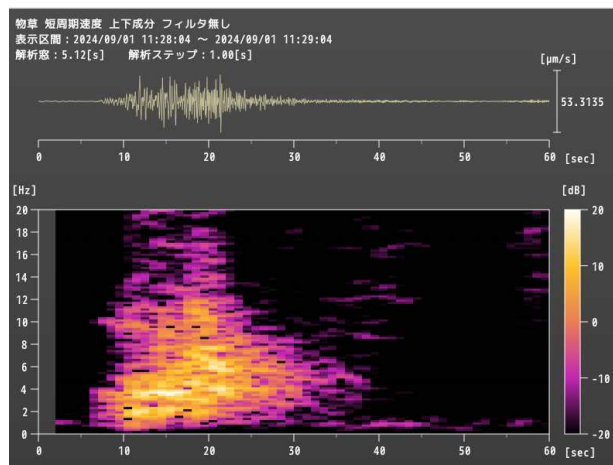 物草 短周期速度 上下成分 フィルタ無し
表示区間：2024/09/01 11:28:04 ～ 2024/09/01 11:29:04
解析窓：5.12[s] 解析ステップ：1.00[s]
[μm/s]
53.3135
0 10 20 30 40 50 60 [sec]
[Hz] [dB]
20 20
18
16
14
12
10 0
8
6
4 -10
2
0 -20
0 10 20 30 40 50 60 [sec]